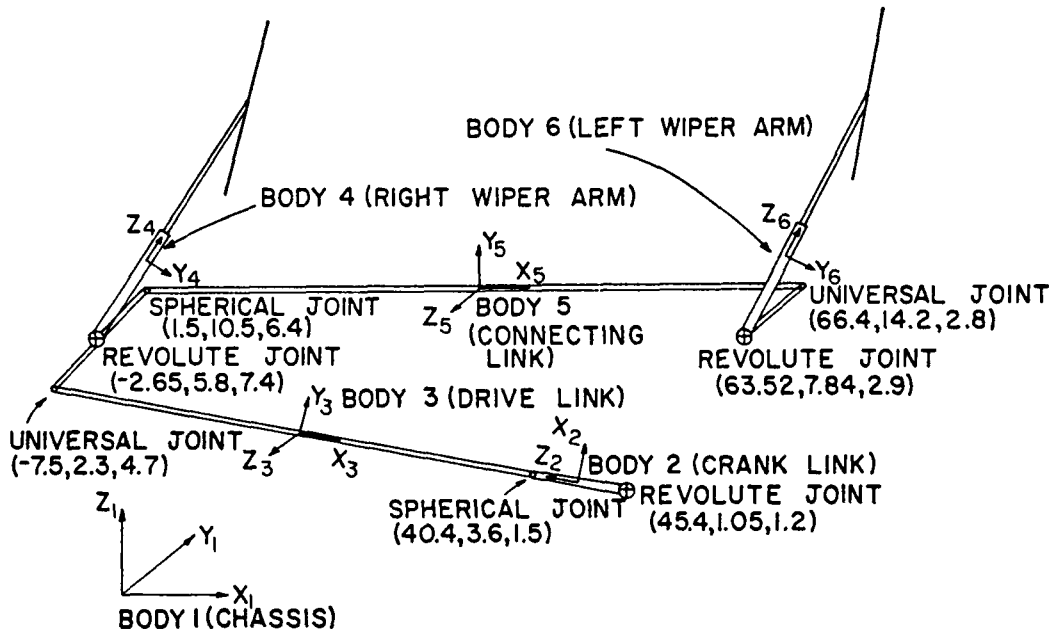 BODY 6 (LEFT WIPER ARM)
BODY 4 (RIGHT WIPER ARM)
Z4
Z6
Y5
Y4
X5
Y6
SPHERICAL JOINT
(1.5,10.5,6.4)
Z5
BODY 5
(CONNECTING
LINK)
UNIVERSAL JOINT
(66.4,14.2,2.8)
REVOLUTE JOINT
(-2.65,5.8,7.4)
REVOLUTE JOINT
(63.52,7.84,2.9)
Y3
BODY 3 (DRIVE LINK)
UNIVERSAL JOINT
(-7.5,2.3,4.7)
Z3
X3
X2
Z2
BODY 2 (CRANK LINK)
SPHERICAL JOINT
(40.4,3.6,1.5)
REVOLUTE JOINT
(45.4,1.05,1.2)
Z1
Y1
X1
BODY 1 (CHASSIS)